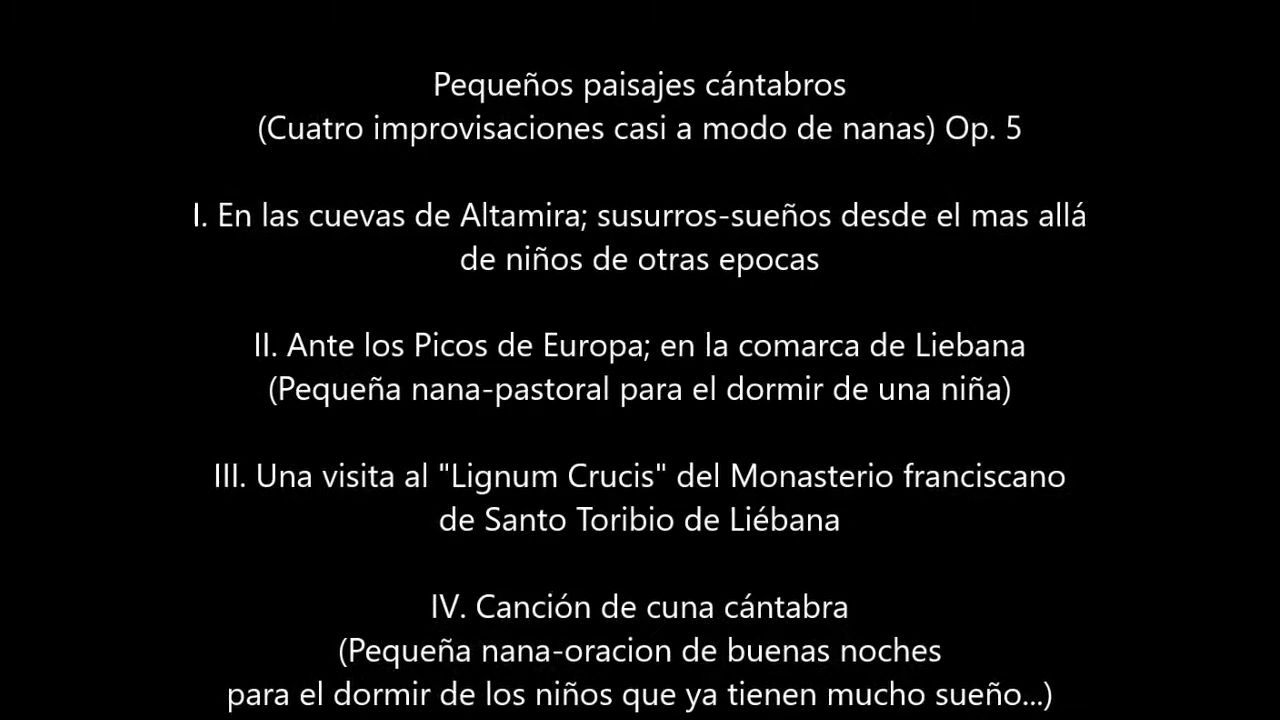 Pequeños paisajes cántabros
(Cuatro improvisaciones casi a modo de nanas) Op. 5
I. En las cuevas de Altamira; susurros-sueños desde el mas allá
de niños de otras epocas
II. Ante los Picos de Europa; en la comarca de Liebana
(Pequeña nana-pastoral para el dormir de una niña)
III. Una visita al "Lignum Crucis" del Monasterio franciscano
de Santo Toribio de Liébana
IV. Canción de cuna cántabra
(Pequeña nana-oracion de buenas noches
para el dormir de los niños que ya tienen mucho sueño...)